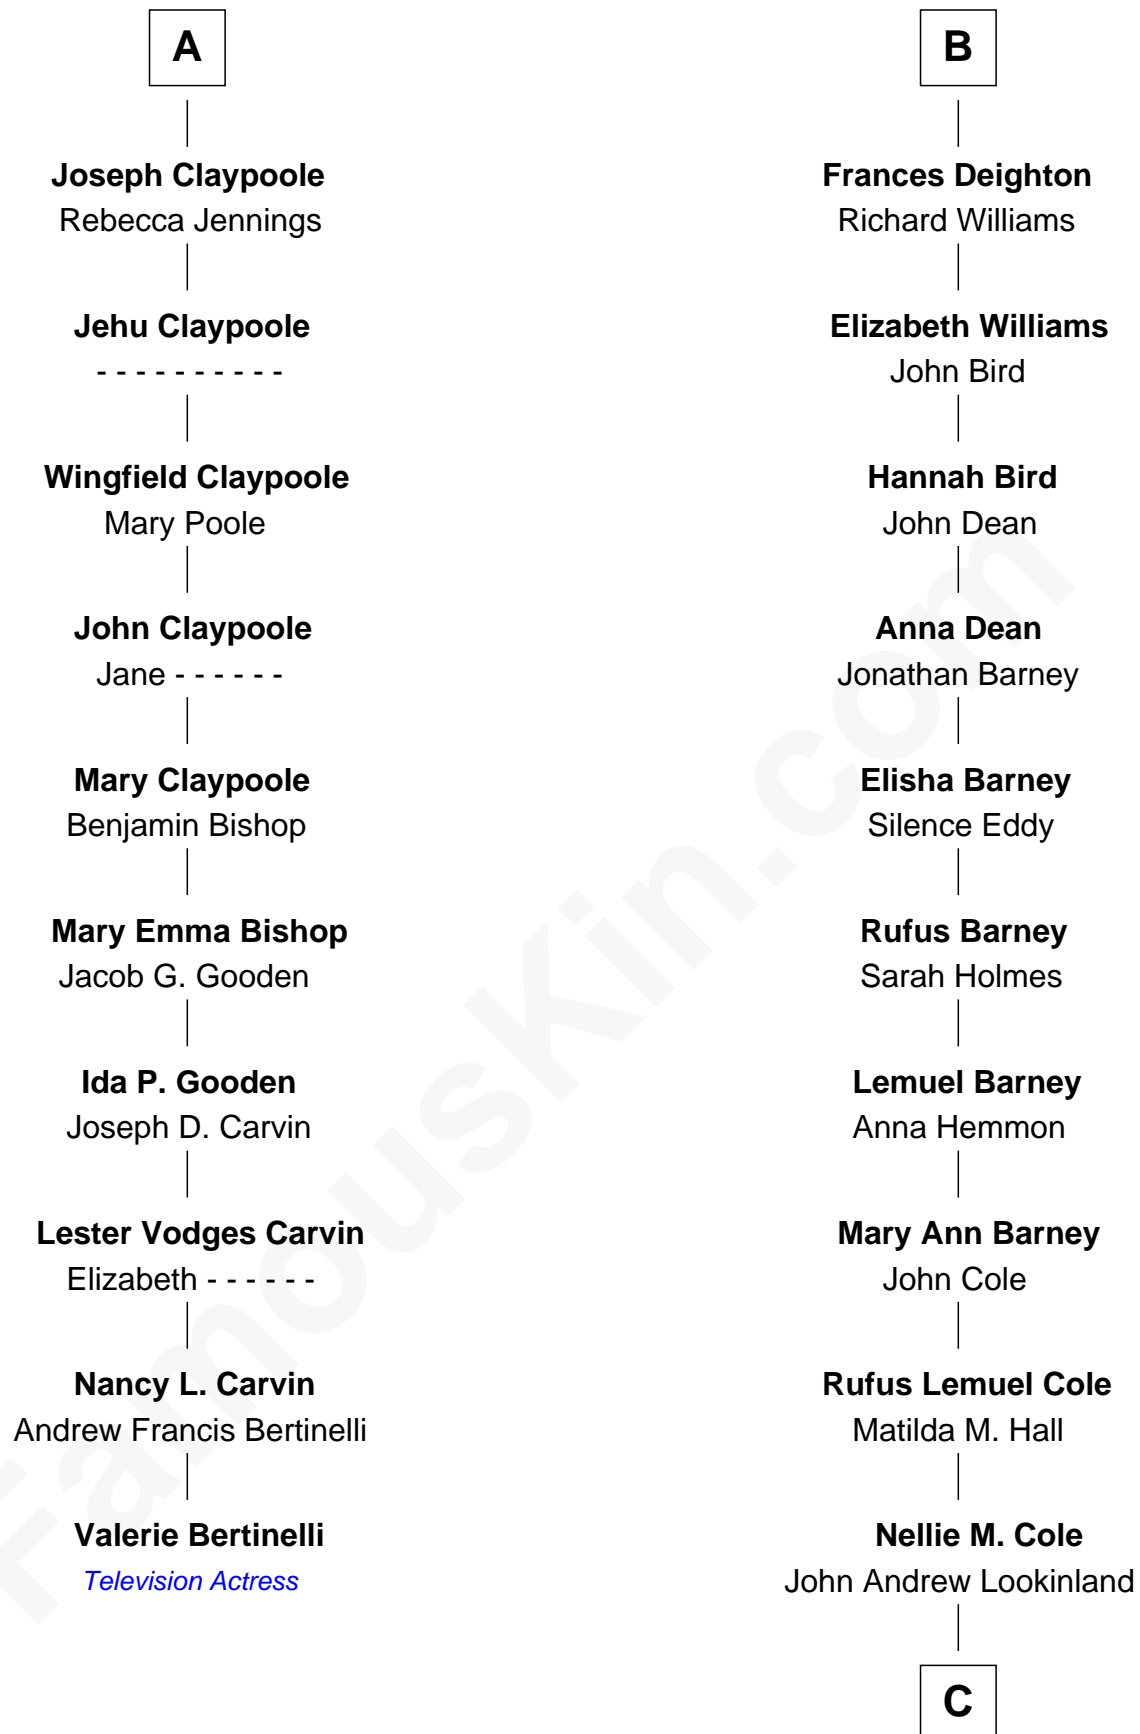 A
Joseph Claypoole
Rebecca Jennings
Jehu Claypoole
- - - - - - - - - -
Wingfield Claypoole
Mary Poole
John Claypoole
Jane - - - - - -
Mary Claypoole
Benjamin Bishop
Mary Emma Bishop
Jacob G. Gooden
Ida P. Gooden
Joseph D. Carvin
Lester Vodges Carvin
Elizabeth - - - - - -
Nancy L. Carvin
Andrew Francis Bertinelli
Valerie Bertinelli
Television Actress
B
Frances Deighton
Richard Williams
Elizabeth Williams
John Bird
Hannah Bird
John Dean
Anna Dean
Jonathan Barney
Elisha Barney
Silence Eddy
Rufus Barney
Sarah Holmes
Lemuel Barney
Anna Hemmon
Mary Ann Barney
John Cole
Rufus Lemuel Cole
Matilda M. Hall
Nellie M. Cole
John Andrew Lookinland
C
FamousKin.com